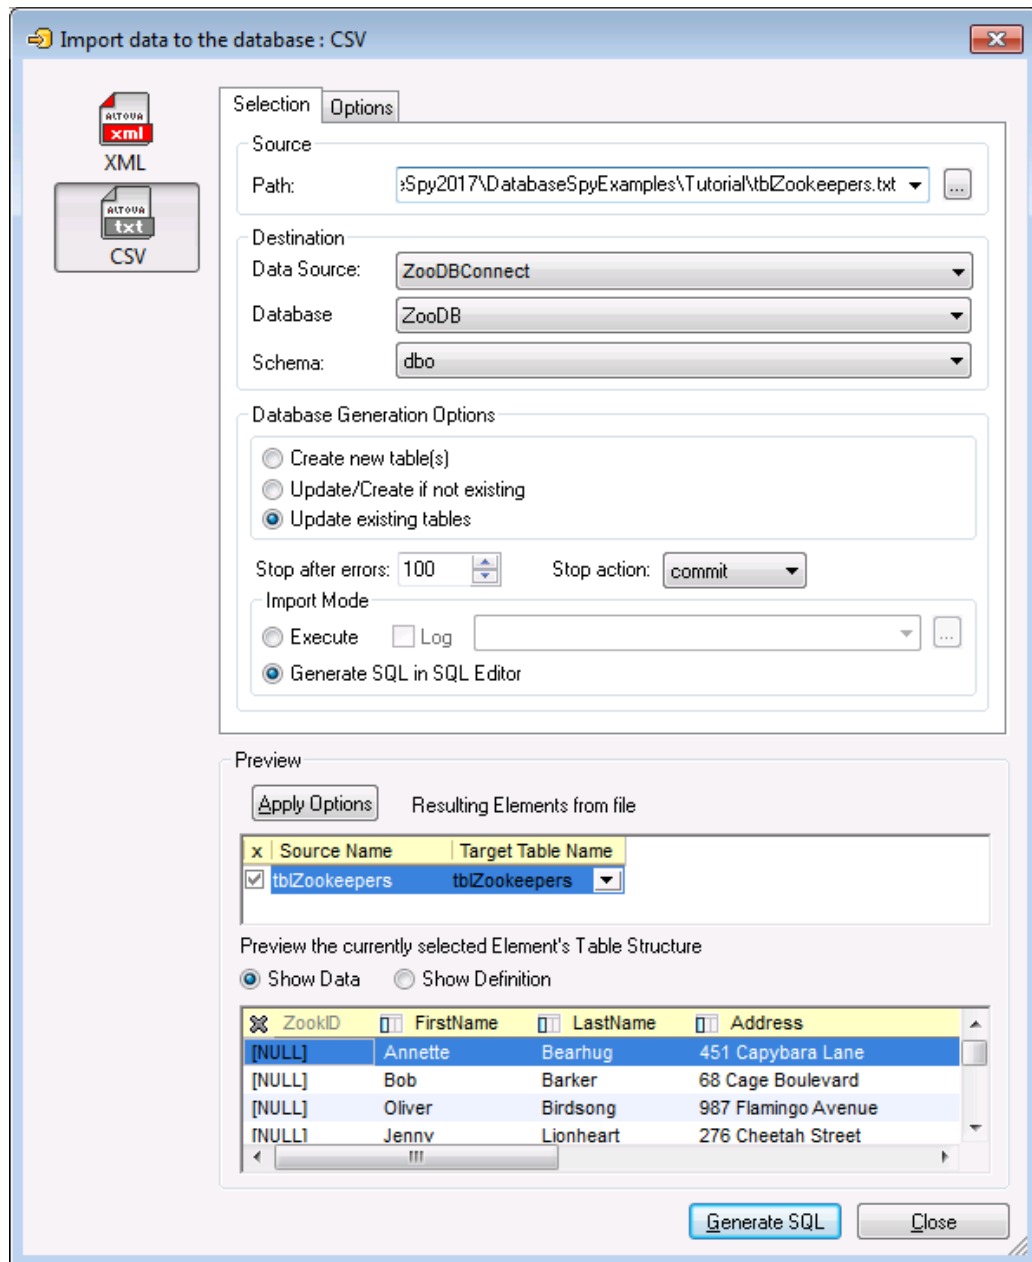 Import data to the database : CSV
ALTOVA
xml
XML
ALTOVA
txt
CSV
Selection Options
Source
Path: :Spy2017\DatabaseSpyExamples\Tutorial\tblZookeepers.txt ...
Destination
Data Source: ZooDBConnect
Database ZooDB
Schema: dbo
Database Generation Options
Create new table(s)
Update/Create if not existing
Update existing tables
Stop after errors: 100 Stop action: commit
Import Mode
Execute Log ...
Generate SQL in SQL Editor
Preview
Apply Options Resulting Elements from file
x Source Name Target Table Name
tblZookeepers tblZookeepers
Preview the currently selected Element's Table Structure
Show Data Show Definition
ZookID FirstName LastName Address
[NULL] Annette Bearhug 451 Capybara Lane
[NULL] Bob Barker 68 Cage Boulevard
[NULL] Oliver Birdsong 987 Flamingo Avenue
[NULL] Jenny Lionheart 276 Cheetah Street
Generate SQL Close